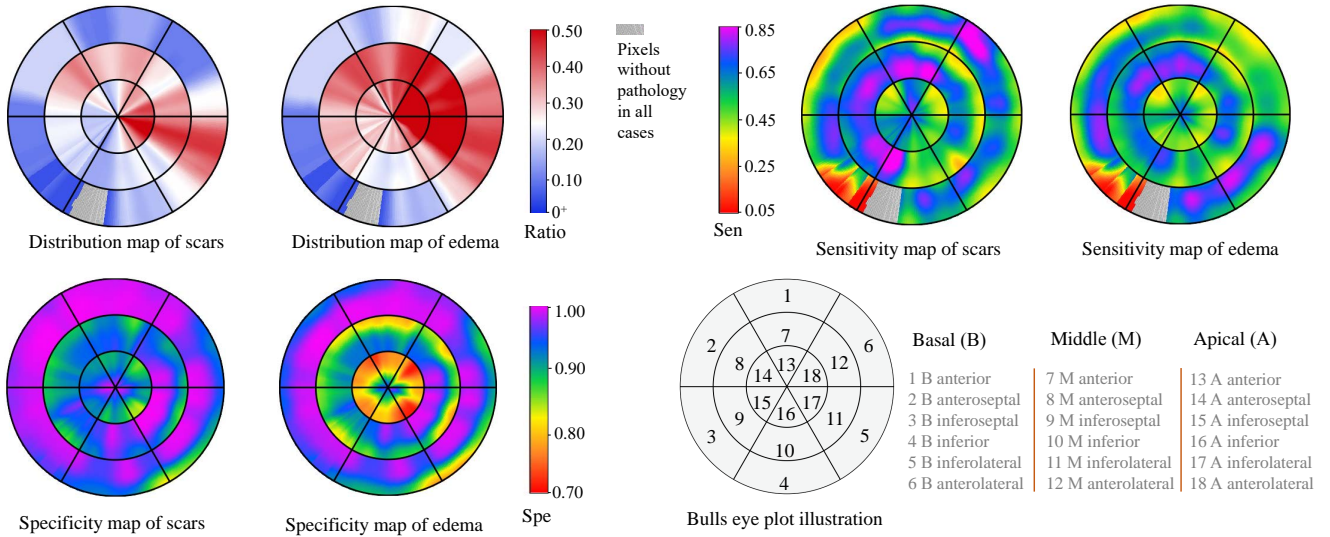 0.50
0.40
0.30
0.20
0.10
0⁺
Ratio
Pixels
without
pathology
in all
cases
0.85
0.65
0.45
0.25
0.05
Sen
Distribution map of scars
Distribution map of edema
Sensitivity map of scars
Sensitivity map of edema
1.00
0.90
0.80
0.70
Spe
Specificity map of scars
Specificity map of edema
1
2
6
7
8
12
13
14
18
15
17
16
9
11
3
5
10
4
Bulls eye plot illustration
Basal (B)
1 B anterior
2 B anteroseptal
3 B inferoseptal
4 B inferior
5 B inferolateral
6 B anterolateral
Middle (M)
7 M anterior
8 M anteroseptal
9 M inferoseptal
10 M inferior
11 M inferolateral
12 M anterolateral
Apical (A)
13 A anterior
14 A anteroseptal
15 A inferoseptal
16 A inferior
17 A inferolateral
18 A anterolateral